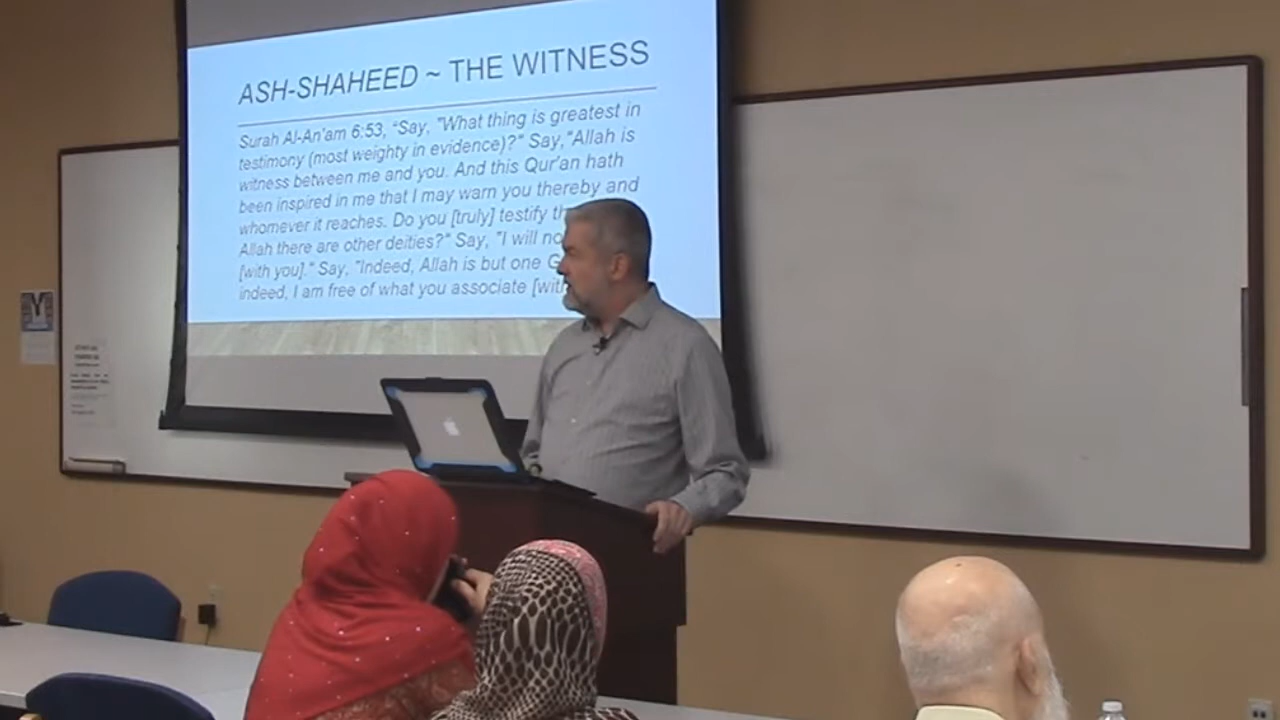 ASH-SHAHEED ~ THE WITNESS
Surah Al-An'am 6:53, "Say, "What thing is greatest in
testimony (most weighty in evidence)?" Say, "Allah is
witness between me and you. And this Qur'an hath
been inspired in me that I may warn you thereby and
whomever it reaches. Do you [truly] testify
Allah there are other deities?" Say, "I will
[with you]." Say, "Indeed, Allah is but one
indeed, I am free of what you associate